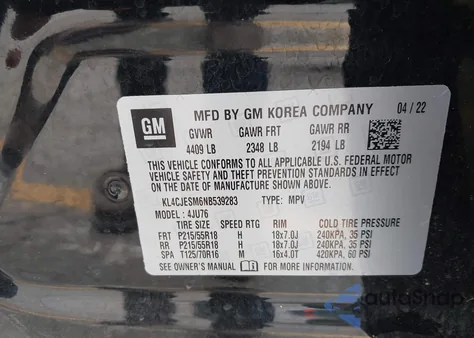 GM
MFD BY GM KOREA COMPANY 04 / 22
GVWR GAWR FRT GAWR RR
4409 LB 2348 LB 2194 LB
THIS VEHICLE CONFORMS TO ALL APPLICABLE U.S. FEDERAL MOTOR
VEHICLE SAFETY AND THEFT PREVENTION STANDARDS IN EFFECT ON
THE DATE OF MANUFACTURE SHOWN ABOVE.
KL4CJESM6NB539283 TYPE: MPV
MODEL: 4JU76
TIRE SIZE SPEED RTG RIM COLD TIRE PRESSURE
FRT P215/55R18 H 18x7.0J 240KPA, 35 PSI
RR P215/55R18 H 18x7.0J 240KPA, 35 PSI
SPA T125/70R16 M 16x4.0T 420KPA, 60 PSI
SEE OWNER'S MANUAL FOR MORE INFORMATION.
autoSnap